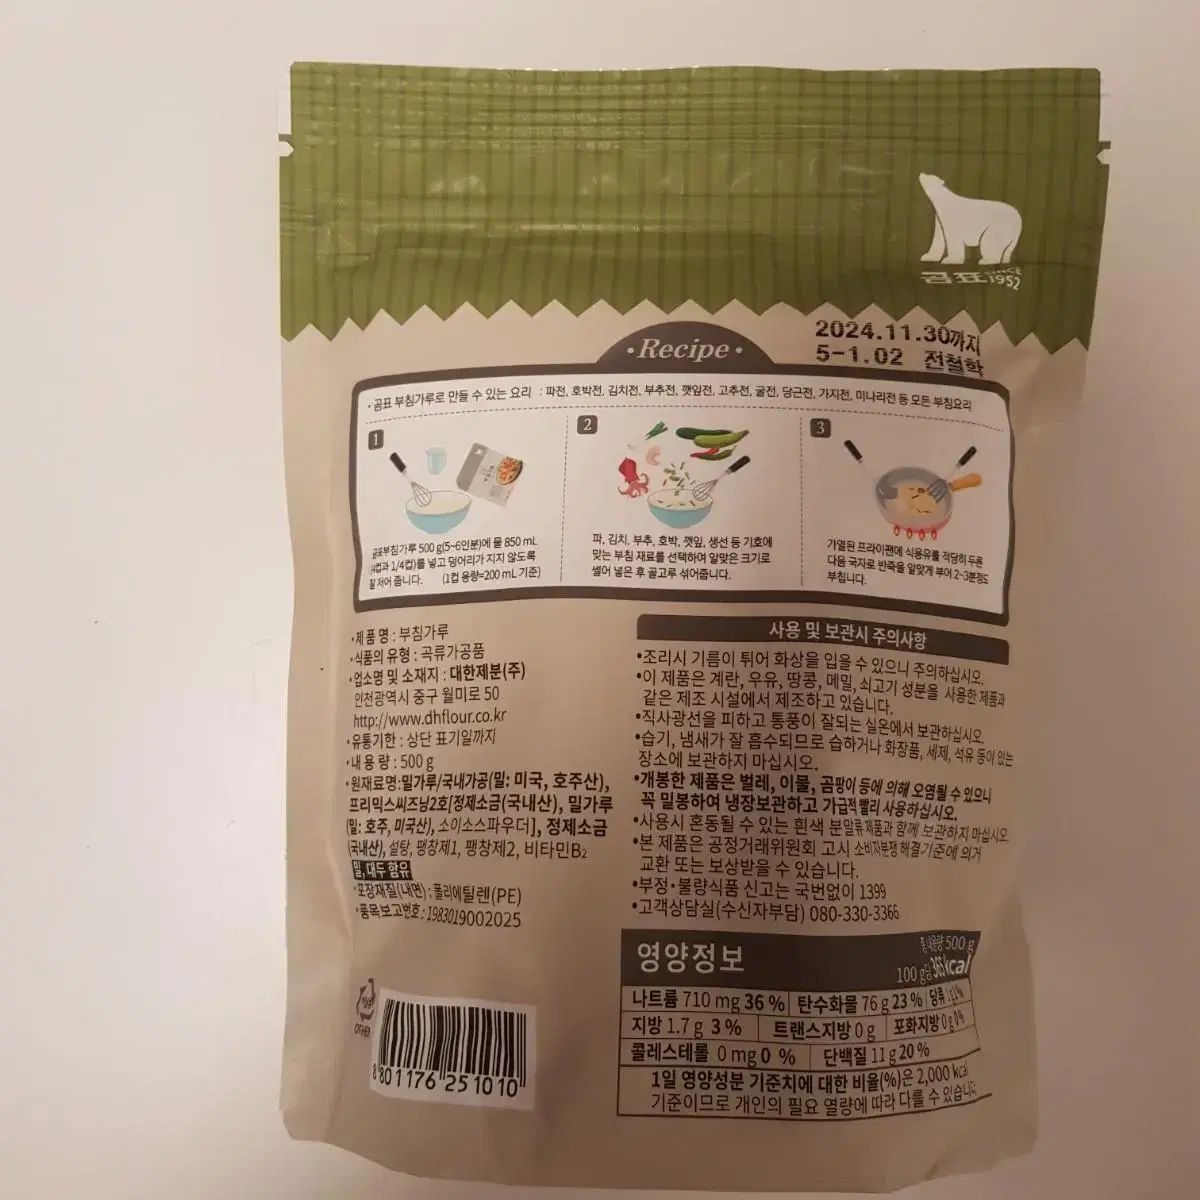 곰표 SINCE 1952
2024.11.30까지
5-1.02 전철학
·Recipe·
·곰표 부침가루로 만들 수 있는 요리 : 파전, 호박전, 김치전, 부추전, 깻잎전, 고추전, 굴전, 당근전, 가지전, 미나리전 등 모든 부침요리
1
곰표부침가루 500 g(5~6인분)에 물 850 mL
(4컵과 1/4컵)를 넣고 덩어리가 지지 않도록
잘 저어 줍니다. (1컵 용량=200 mL 기준)
2
파, 김치, 부추, 호박, 깻잎, 생선 등 기호에
맞는 부침 재료를 선택하여 알맞은 크기로
썰어 넣은 후 골고루 섞어줍니다.
3
가열된 프라이팬에 식용유를 적당히 두른
다음 국자로 반죽을 알맞게 부어 2~3분정도
부칩니다.
·제품명 : 부침가루
·식품의 유형 : 곡류가공품
·업소명 및 소재지 : 대한제분(주)
인천광역시 중구 월미로 50
http://www.dhflour.co.kr
·유통기한 : 상단 표기일까지
·내용량 : 500 g
·원재료명:밀가루/국내가공(밀: 미국, 호주산),
프리믹스씨즈닝2호[정제소금(국내산), 밀가루
(밀: 호주, 미국산), 소이소스파우더], 정제소금
(국내산), 설탕, 팽창제1, 팽창제2, 비타민B₂
밀, 대두 함유
·포장재질(내면) : 폴리에틸렌(PE)
·품목보고번호 : 1983019002025
OTHER
8 801176 251010
사용 및 보관시 주의사항
•조리시 기름이 튀어 화상을 입을 수 있으니 주의하십시오.
•이 제품은 계란, 우유, 땅콩, 메밀, 쇠고기 성분을 사용한 제품과
같은 제조 시설에서 제조하고 있습니다.
•직사광선을 피하고 통풍이 잘되는 실온에서 보관하십시오.
•습기, 냄새가 잘 흡수되므로 습하거나 화장품, 세제, 석유 등이 있는
장소에 보관하지 마십시오.
•개봉한 제품은 벌레, 이물, 곰팡이 등에 의해 오염될 수 있으니
꼭 밀봉하여 냉장보관하고 가급적 빨리 사용하십시오.
•사용시 혼동될 수 있는 흰색 분말류 제품과 함께 보관하지 마십시오.
•본 제품은 공정거래위원회 고시 소비자분쟁해결기준에 의거
교환 또는 보상받을 수 있습니다.
•부정·불량식품 신고는 국번없이 1399
•고객상담실(수신자부담) 080-330-3366
영양정보
총 내용량 500 g
100 g당 365 kcal
나트륨 710 mg 36 % 탄수화물 76 g 23 % 당류 1 g 1%
지방 1.7 g 3 % 트랜스지방 0 g 포화지방 0 g 0%
콜레스테롤 0 mg 0 % 단백질 11 g 20 %
1일 영양성분 기준치에 대한 비율(%)은 2,000 kcal
기준이므로 개인의 필요 열량에 따라 다를 수 있습니다.